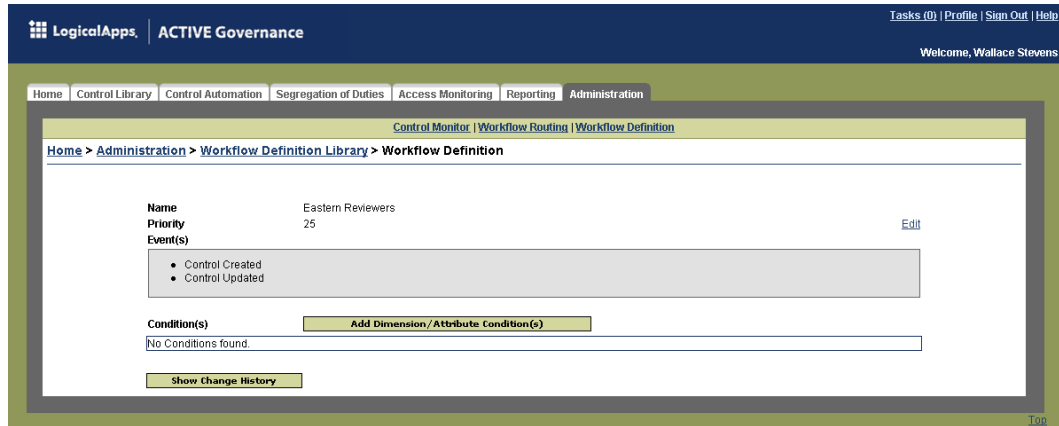 Tasks (0) | Profile | Sign Out | Help
LogicalApps. | ACTIVE Governance
Welcome, Wallace Stevens
Home Control Library Control Automation Segregation of Duties Access Monitoring Reporting Administration
Control Monitor | Workflow Routing | Workflow Definition
Home > Administration > Workflow Definition Library > Workflow Definition
Name Eastern Reviewers
Priority 25 Edit
Event(s)
• Control Created
• Control Updated
Condition(s) Add Dimension/Attribute Condition(s)
No Conditions found.
Show Change History
Top